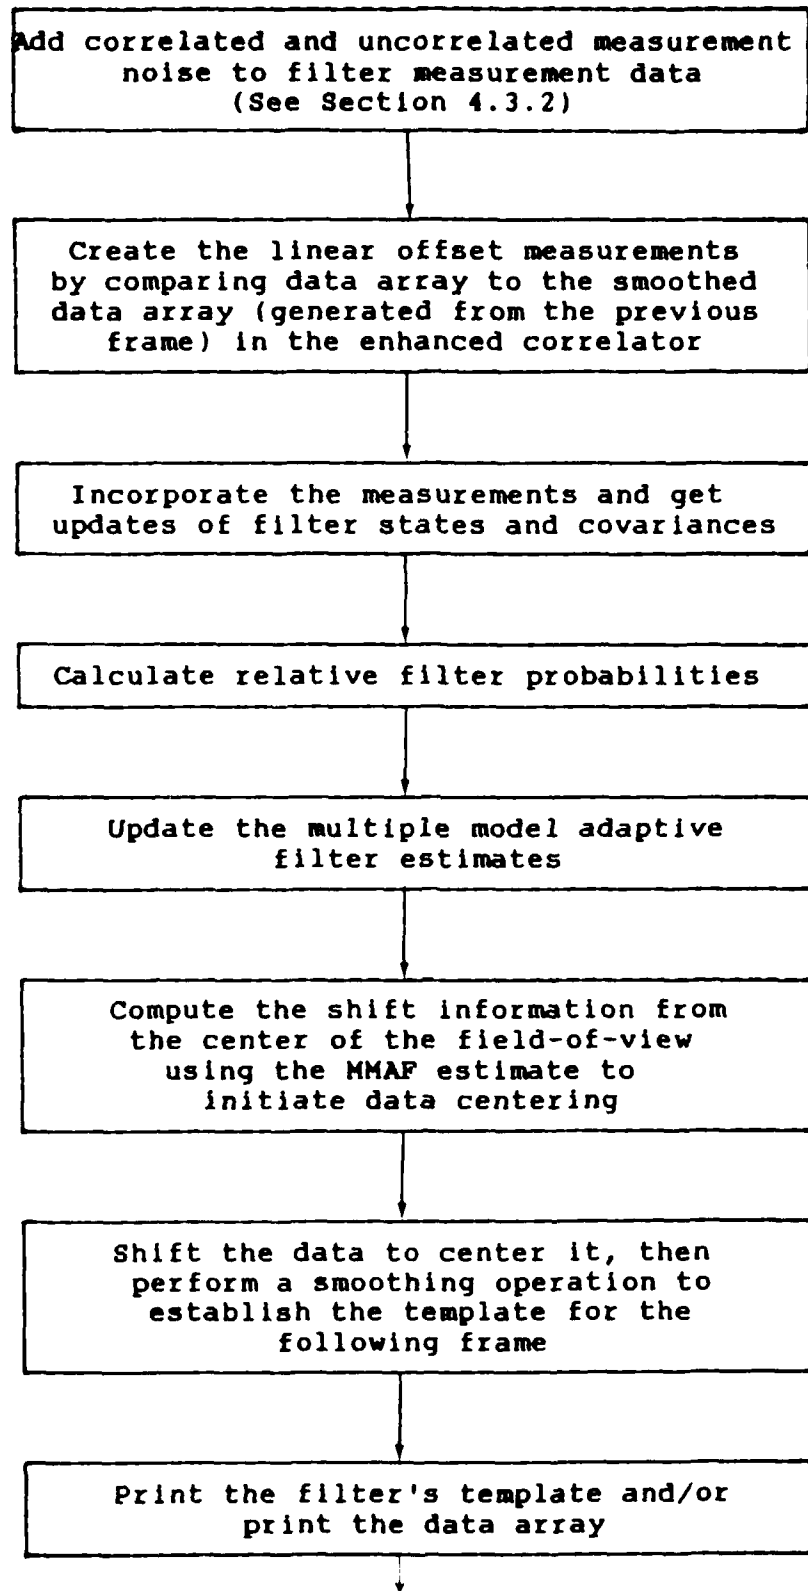 Add correlated and uncorrelated measurement
noise to filter measurement data
(See Section 4.3.2)
Create the linear offset measurements
by comparing data array to the smoothed
data array (generated from the previous
frame) in the enhanced correlator
Incorporate the measurements and get
updates of filter states and covariances
Calculate relative filter probabilities
Update the multiple model adaptive
filter estimates
Compute the shift information from
the center of the field-of-view
using the MMAF estimate to
initiate data centering
Shift the data to center it, then
perform a smoothing operation to
establish the template for the
following frame
Print the filter's template and/or
print the data array